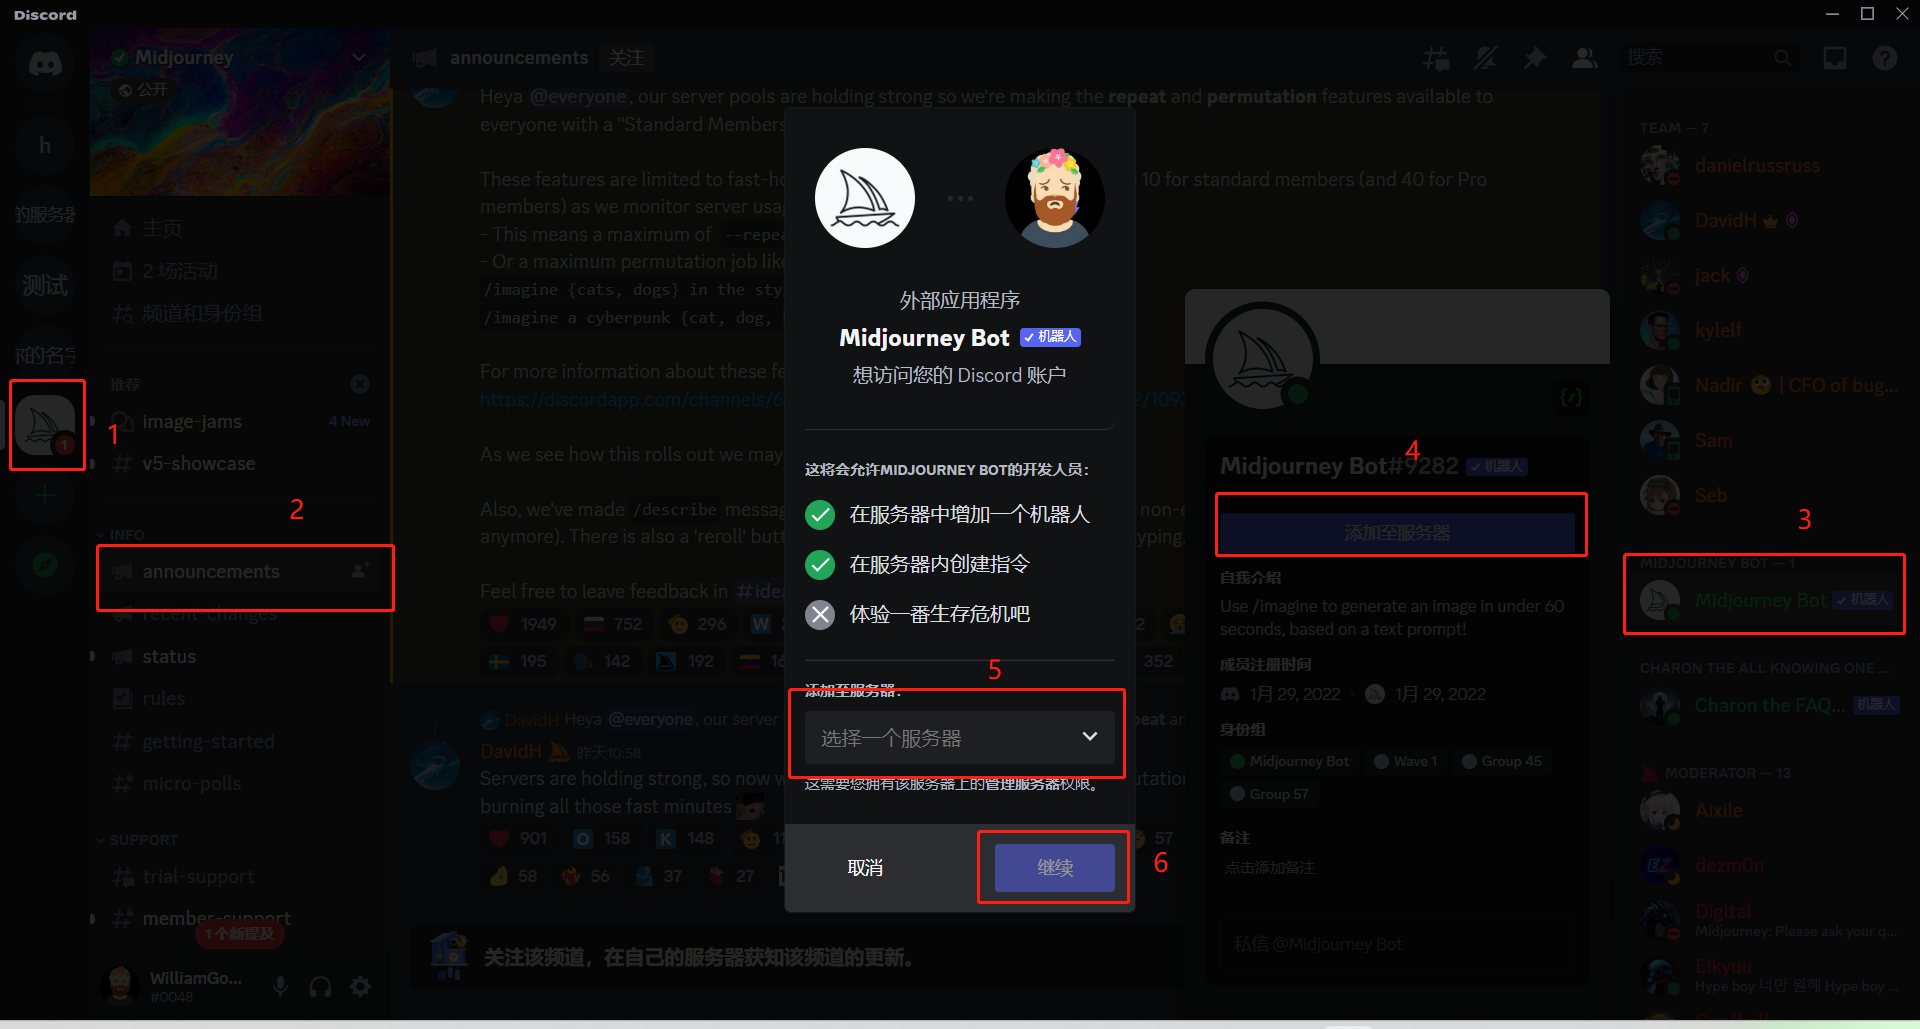 Discord
Midjourney
公开
announcements
关注
搜索
h
的服务器
测试
的名字
主页
2 场活动
频道和身份组
推荐
image-jams
4 New
v5-showcase
INFO
announcements
recent-changes
status
rules
getting-started
micro-polls
SUPPORT
trial-support
member-support
1个新提及
WilliamGo...
#0048
1
2
Heya @everyone, our server pools are holding strong so we're making the repeat and permutation features available to
everyone with a "Standard Members
These features are limited to fast-ho
10 for standard members (and 40 for Pro
members) as we monitor server usag
- This means a maximum of --repea
- Or a maximum permutation job like
/imagine {cats, dogs} in the sty
/imagine a cyberpunk {cat, dog,
For more information about these fe
https://discordapp.com/channels/6
2/1093
As we see how this rolls out we may
Also, we've made /describe messag
non-e
anymore). There is also a 'reroll' butt
yping.
Feel free to leave feedback in #idea
1949
752
296
2
195
142
192
16
352
DavidH Heya @everyone, our server
peat an
DavidH 昨天10:58
Servers are holding strong, so now w
utation
burning all those fast minutes
901
158
148
11
57
58
56
37
27
关注该频道，在自己的服务器获知该频道的更新。
外部应用程序
Midjourney Bot 机器人
想访问您的 Discord 账户
这将会允许MIDJOURNEY BOT的开发人员：
在服务器中增加一个机器人
在服务器内创建指令
体验一番生存危机吧
5
添加至服务器：
选择一个服务器
这需要您拥有该服务器上的管理服务器权限。
取消
继续
6
4
Midjourney Bot#9282 机器人
添加至服务器
自我介绍
Use /imagine to generate an image in under 60
seconds, based on a text prompt!
成员注册时间
1月 29, 2022
1月 29, 2022
身份组
Midjourney Bot
Wave 1
Group 45
Group 57
备注
点击添加备注
私信@Midjourney Bot
TEAM — 7
danielrussruss
DavidH
jack
kylelf
Nadir | CFO of bug...
Sam
Seb
3
MIDJOURNEY BOT — 1
Midjourney Bot 机器人
CHARON THE ALL KNOWING ONE ...
Charon the FAQ... 机器人
MODERATOR — 13
Aixile
dezm0n
Digital
Midjourney: Please ask your q...
Eikyuu
Hype boy 너만 원해 Hype boy ...